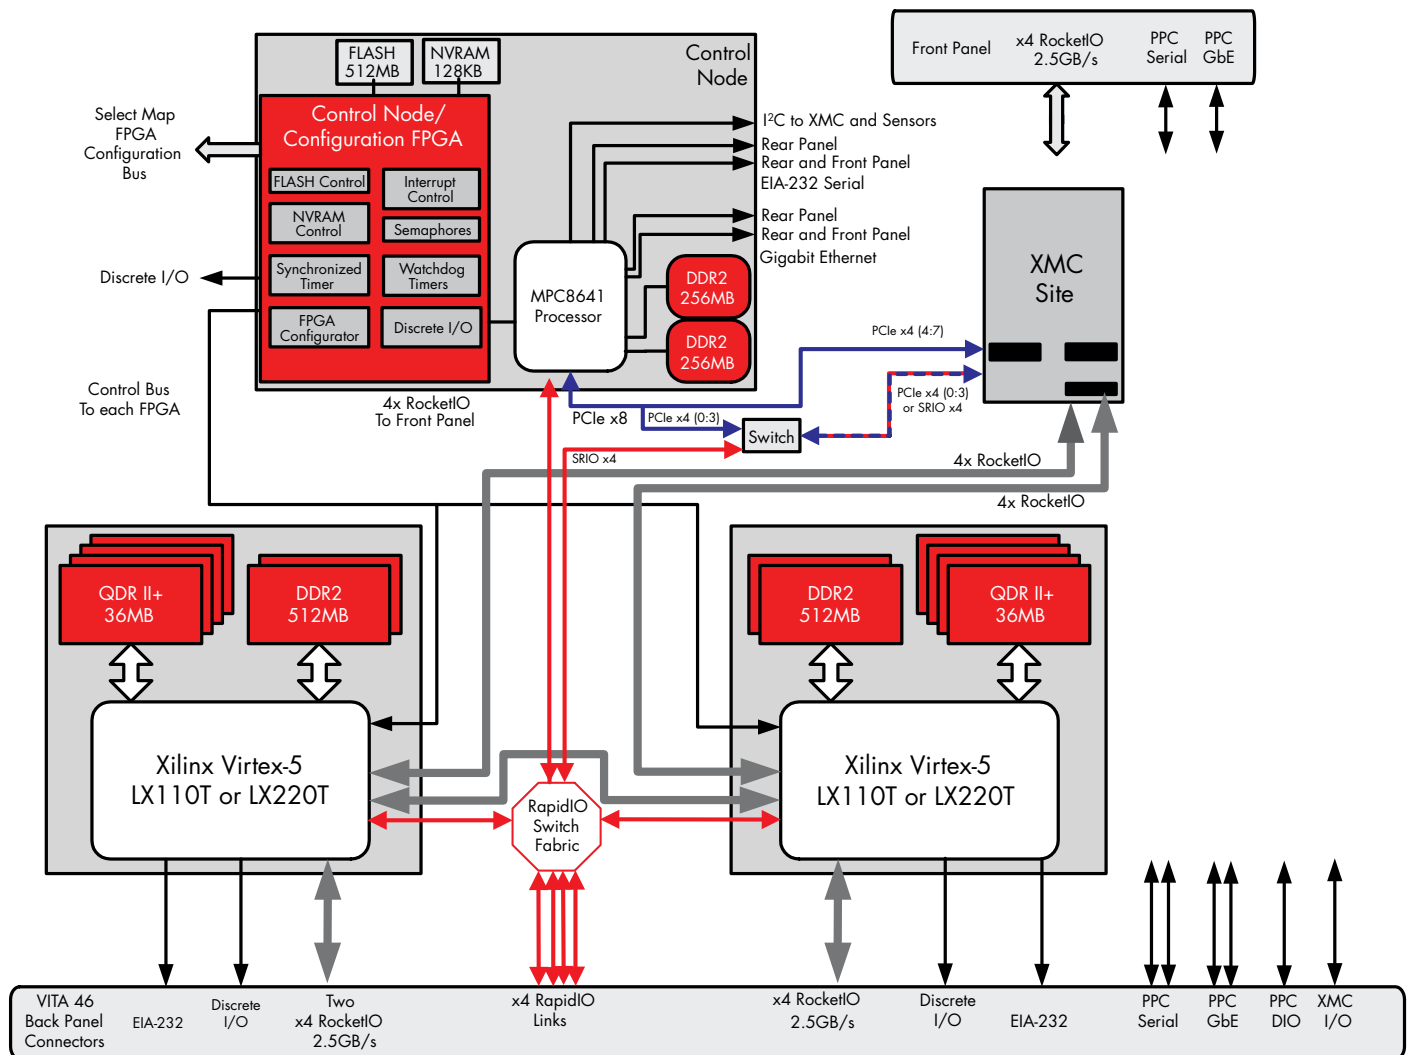 Control
Node
FLASH
512MB
NVRAM
128KB
Front Panel
x4 RocketIO
2.5GB/s
PPC
Serial
PPC
GbE
Select Map
FPGA
Configuration
Bus
Control Node/
Configuration FPGA
FLASH Control
Interrupt
Control
NVRAM
Control
Semaphores
Synchronized
Timer
Watchdog
Timers
FPGA
Configurator
Discrete I/O
Discrete I/O
I²C to XMC and Sensors
Rear Panel
Rear and Front Panel
EIA-232 Serial
Rear Panel
Rear and Front Panel
Gigabit Ethernet
MPC8641
Processor
DDR2
256MB
DDR2
256MB
XMC
Site
PCIe x4 (4:7)
PCIe x4 (0:3)
or SRIO x4
Control Bus
To each FPGA
4x RocketIO
To Front Panel
PCIe x8
PCIe x4 (0:3)
Switch
SRIO x4
4x RocketIO
4x RocketIO
QDR II+
36MB
DDR2
512MB
DDR2
512MB
QDR II+
36MB
Xilinx Virtex-5
LX110T or LX220T
RapidIO
Switch
Fabric
Xilinx Virtex-5
LX110T or LX220T
VITA 46
Back Panel
Connectors
EIA-232
Discrete
I/O
Two
x4 RocketIO
2.5GB/s
x4 RapidIO
Links
x4 RocketIO
2.5GB/s
Discrete
I/O
EIA-232
PPC
Serial
PPC
GbE
PPC
DIO
XMC
I/O